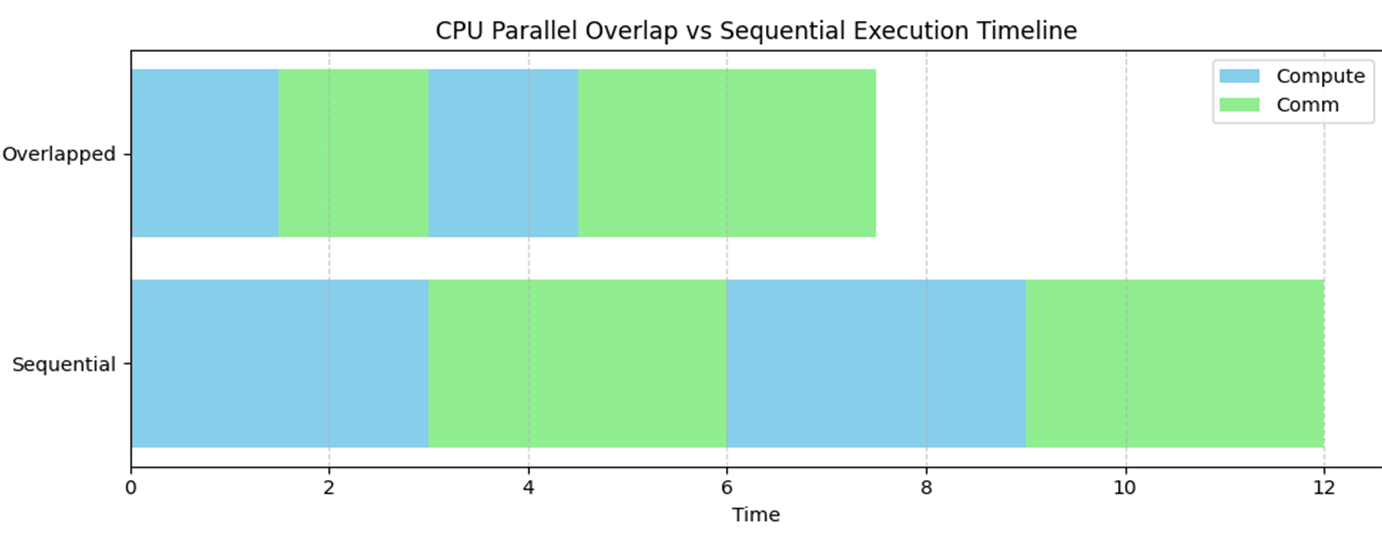 CPU Parallel Overlap vs Sequential Execution Timeline
Compute
Comm
Overlapped
Sequential
0 2 4 6 8 10 12
Time